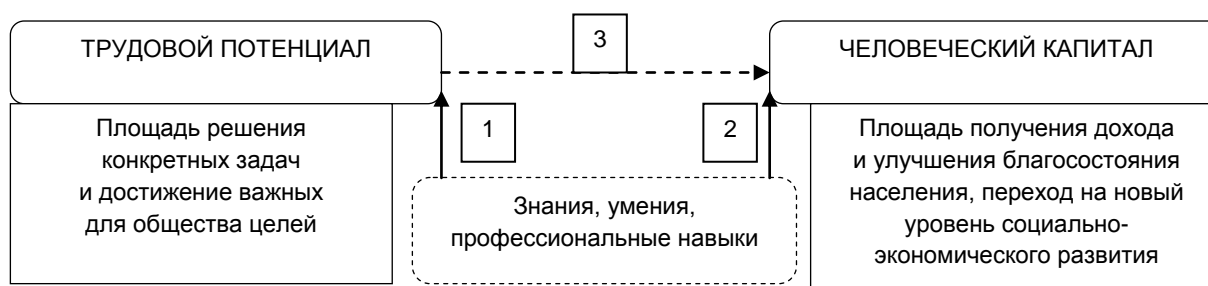 ТРУДОВОЙ ПОТЕНЦИАЛ
3
ЧЕЛОВЕЧЕСКИЙ КАПИТАЛ
Площадь решения
конкретных задач
и достижение важных
для общества целей
1
2
Знания, умения,
профессиональные навыки
Площадь получения дохода
и улучшения благосостояния
населения, переход на новый
уровень социально-
экономического развития